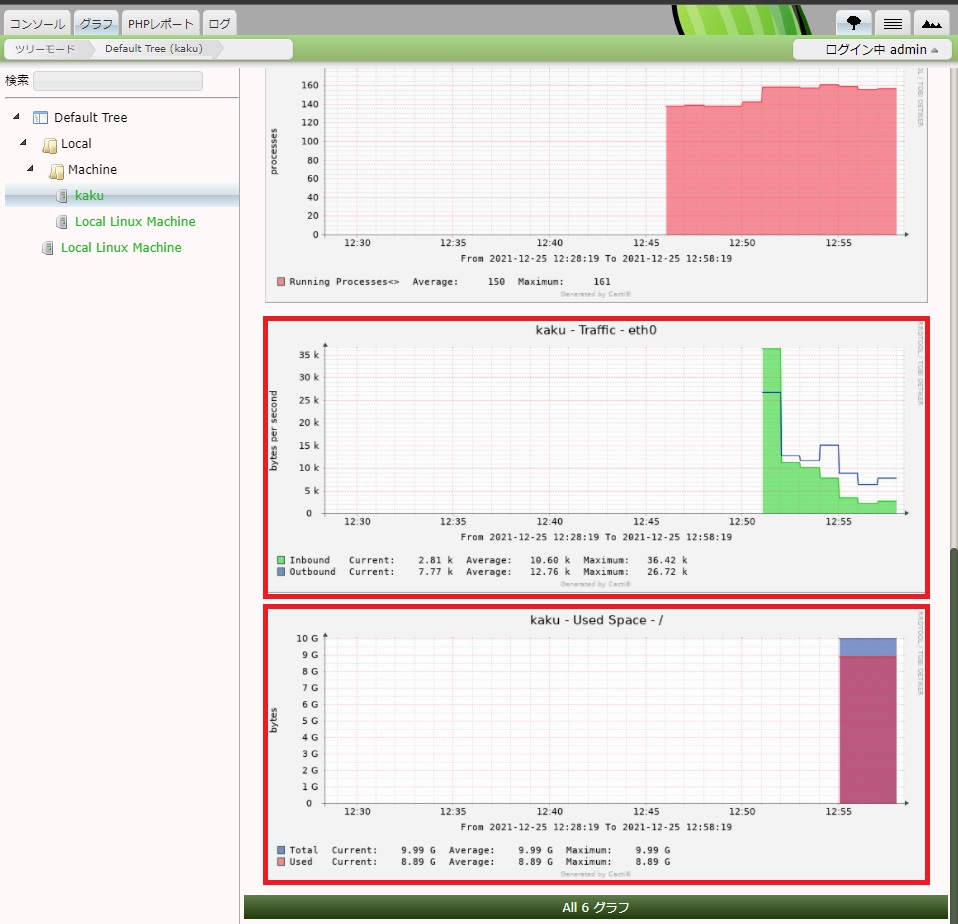 コンソール グラフ PHPレポート ログ
ツリーモード Default Tree (kaku) ログイン中 admin
検索
Default Tree
Local
Machine
kaku
Local Linux Machine
Local Linux Machine
160
140
120
100
80
60
40
20
0
processes
12:30 12:35 12:40 12:45 12:50 12:55
From 2021-12-25 12:28:19 To 2021-12-25 12:58:19
Running Processes<> Average: 150 Maximum: 161
Generated by Cacti®
kaku - Traffic - eth0
RRDTOOL / TOBI OETIKER
35 k
30 k
25 k
20 k
15 k
10 k
5 k
0
bytes per second
12:30 12:35 12:40 12:45 12:50 12:55
From 2021-12-25 12:28:19 To 2021-12-25 12:58:19
Inbound Current: 2.81 k Average: 10.60 k Maximum: 36.42 k
Outbound Current: 7.77 k Average: 12.76 k Maximum: 26.72 k
Generated by Cacti®
kaku - Used Space - /
RRDTOOL / TOBI OETIKER
10 G
9 G
8 G
7 G
6 G
5 G
4 G
3 G
2 G
1 G
0
bytes
12:30 12:35 12:40 12:45 12:50 12:55
From 2021-12-25 12:28:19 To 2021-12-25 12:58:19
Total Current: 9.99 G Average: 9.99 G Maximum: 9.99 G
Used Current: 8.89 G Average: 8.89 G Maximum: 8.89 G
Generated by Cacti®
All 6 グラフ